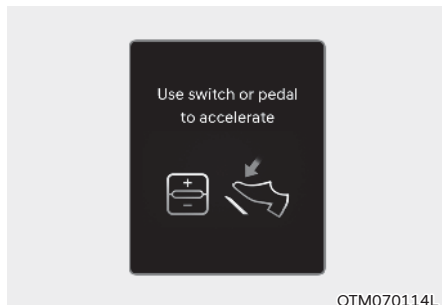 Use switch or pedal
to accelerate
+
−
OTM070114L